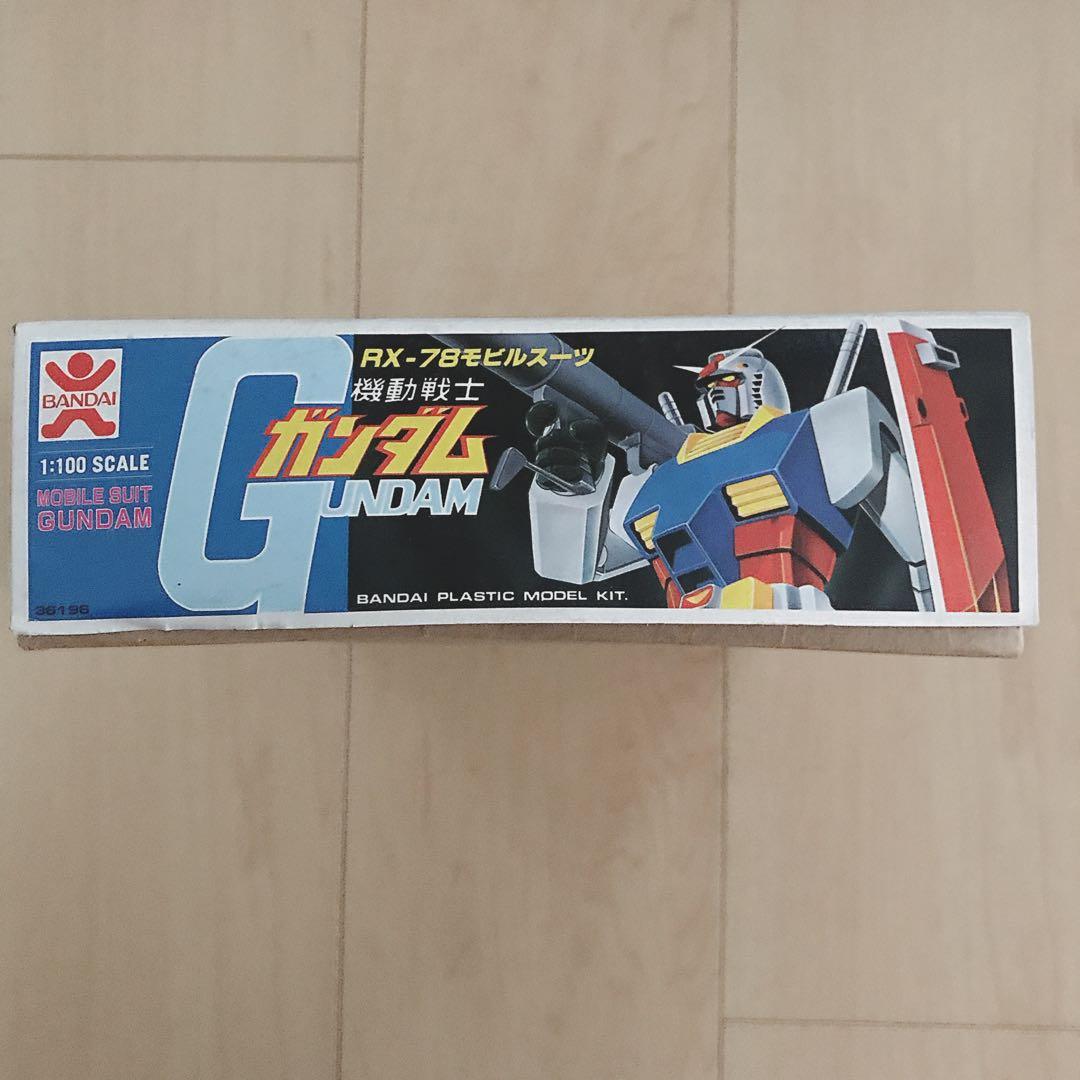 BANDAI
1:100 SCALE
MOBILE SUIT
GUNDAM
36196
RX-78モビルスーツ
機動戦士
ガンダム
GUNDAM
BANDAI PLASTIC MODEL KIT.